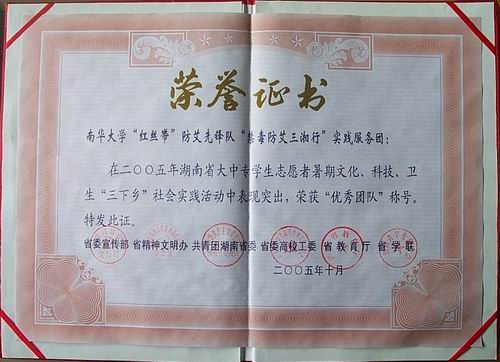 荣誉证书
南华大学“红丝带”防艾先锋队“禁毒防艾三湘行”实践服务团：
在二〇〇五年湖南省大中专学生志愿者暑期文化、科技、卫
生“三下乡”社会实践活动中表现突出，荣获“优秀团队”称号。
特发此证。
省委宣传部 省精神文明办 共青团湖南省委 省委高校工委 省教育厅 省学联
二〇〇五年十月